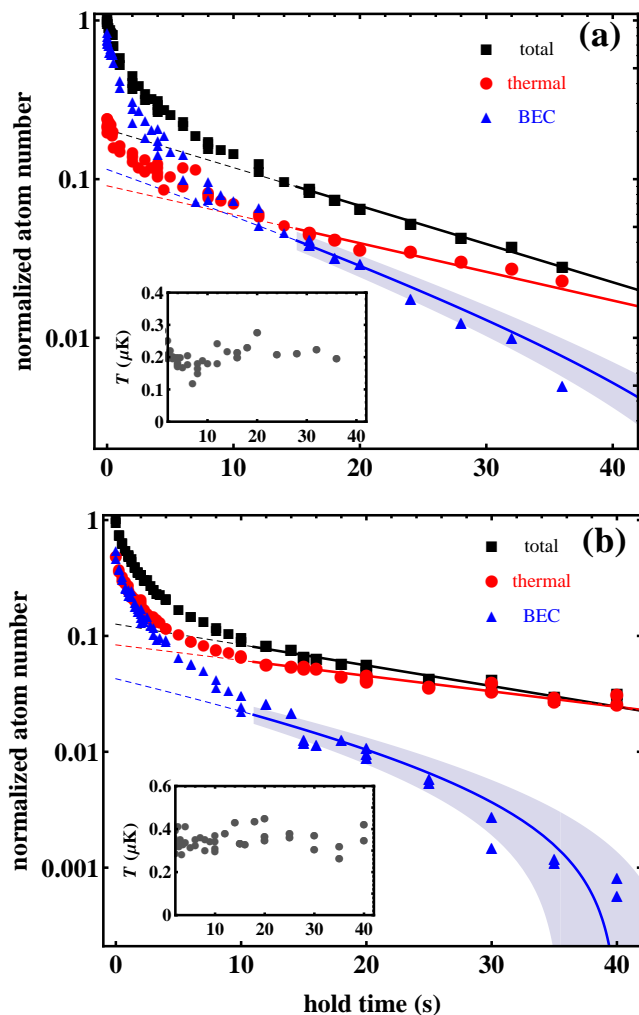 (a)
total
thermal
BEC
normalized atom number
1
0.1
0.01
T (μK)
0.4
0.3
0.2
0.1
0
10 20 30 40
0 10 20 30 40
(b)
total
thermal
BEC
normalized atom number
1
0.1
0.01
0.001
T (μK)
0.6
0.4
0.2
0
10 20 30 40
0 10 20 30 40
hold time (s)